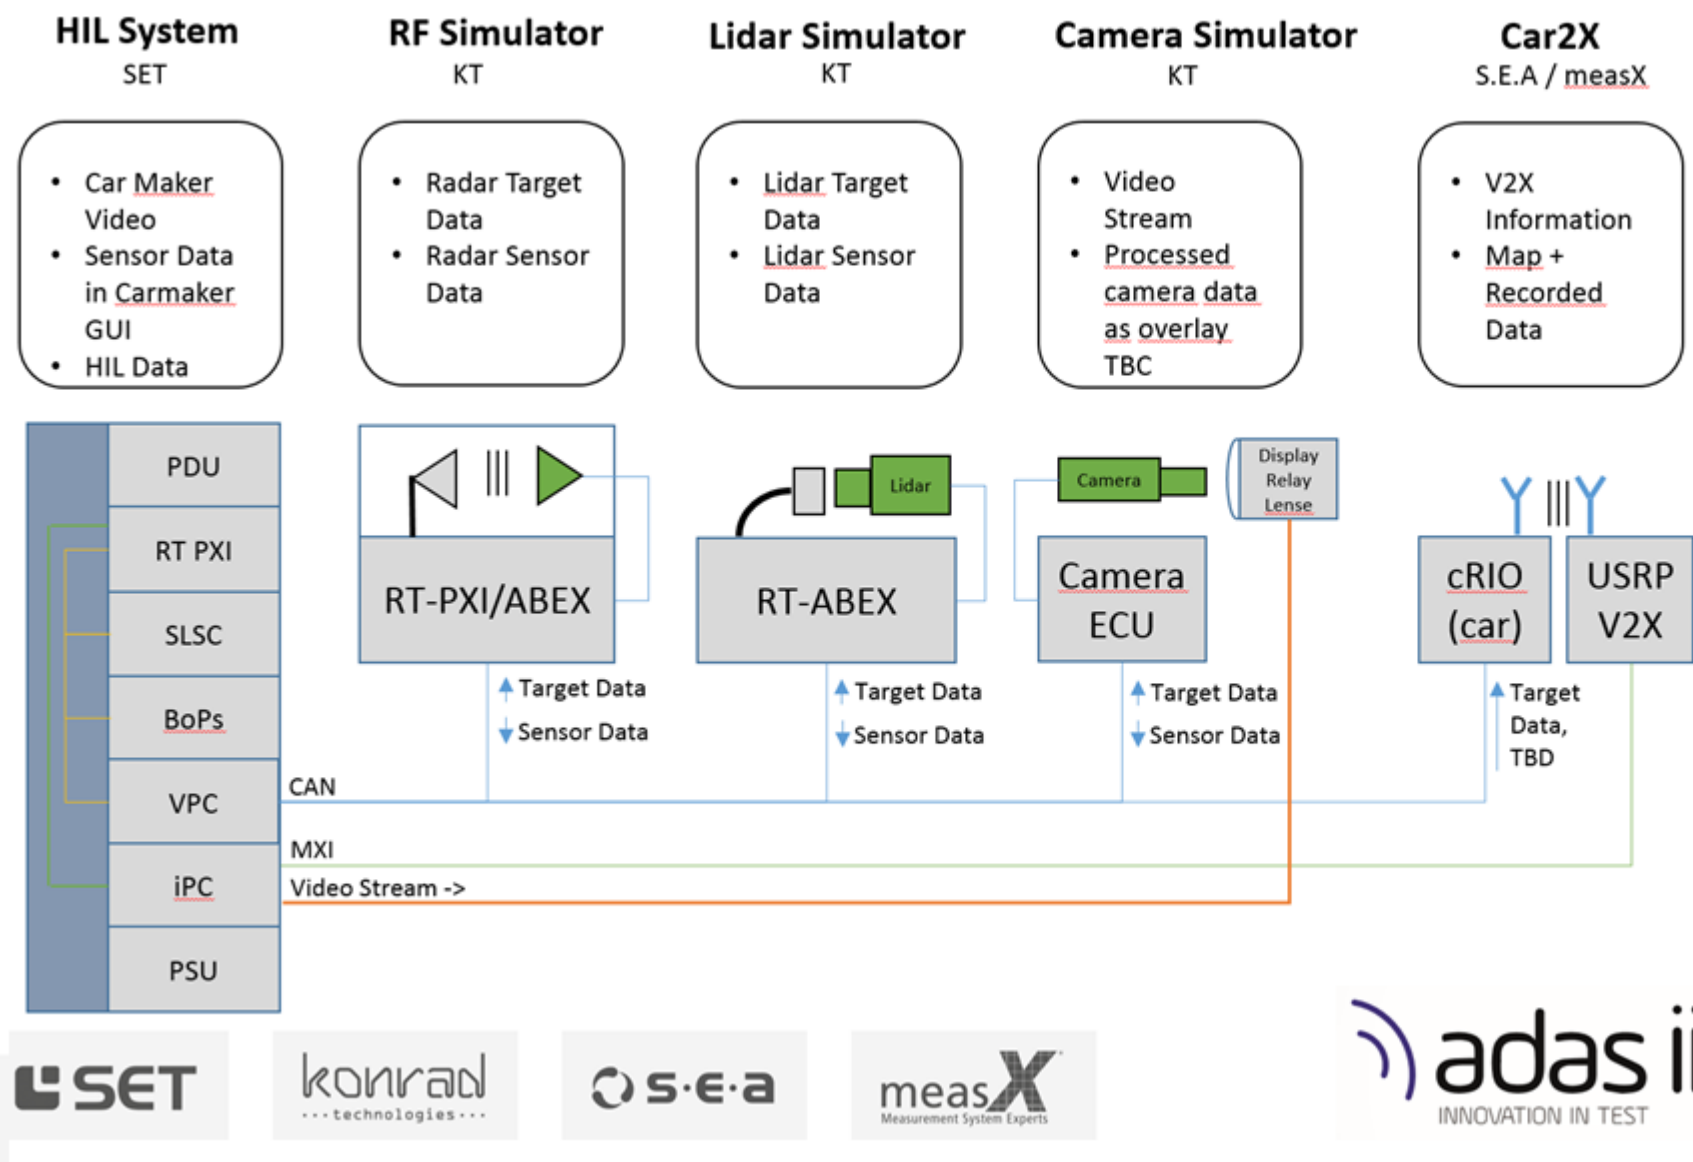 HIL System
SET
RF Simulator
KT
Lidar Simulator
KT
Camera Simulator
KT
Car2X
S.E.A / measX
• Car Maker
Video
• Sensor Data
in Carmaker
GUI
• HIL Data
• Radar Target
Data
• Radar Sensor
Data
• Lidar Target
Data
• Lidar Sensor
Data
• Video
Stream
• Processed
camera data
as overlay
TBC
• V2X
Information
• Map +
Recorded
Data
PDU
RT PXI
SLSC
BoPs
VPC
iPC
PSU
RT-PXI/ABEX
Lidar
RT-ABEX
Camera
Display
Relay
Lense
Camera
ECU
cRIO
(car)
USRP
V2X
Target Data
Sensor Data
Target Data
Sensor Data
Target Data
Sensor Data
Target
Data,
TBD
CAN
MXI
Video Stream ->
SET
konrad
technologies
s·e·a
measX
Measurement System Experts
adas ii
INNOVATION IN TEST